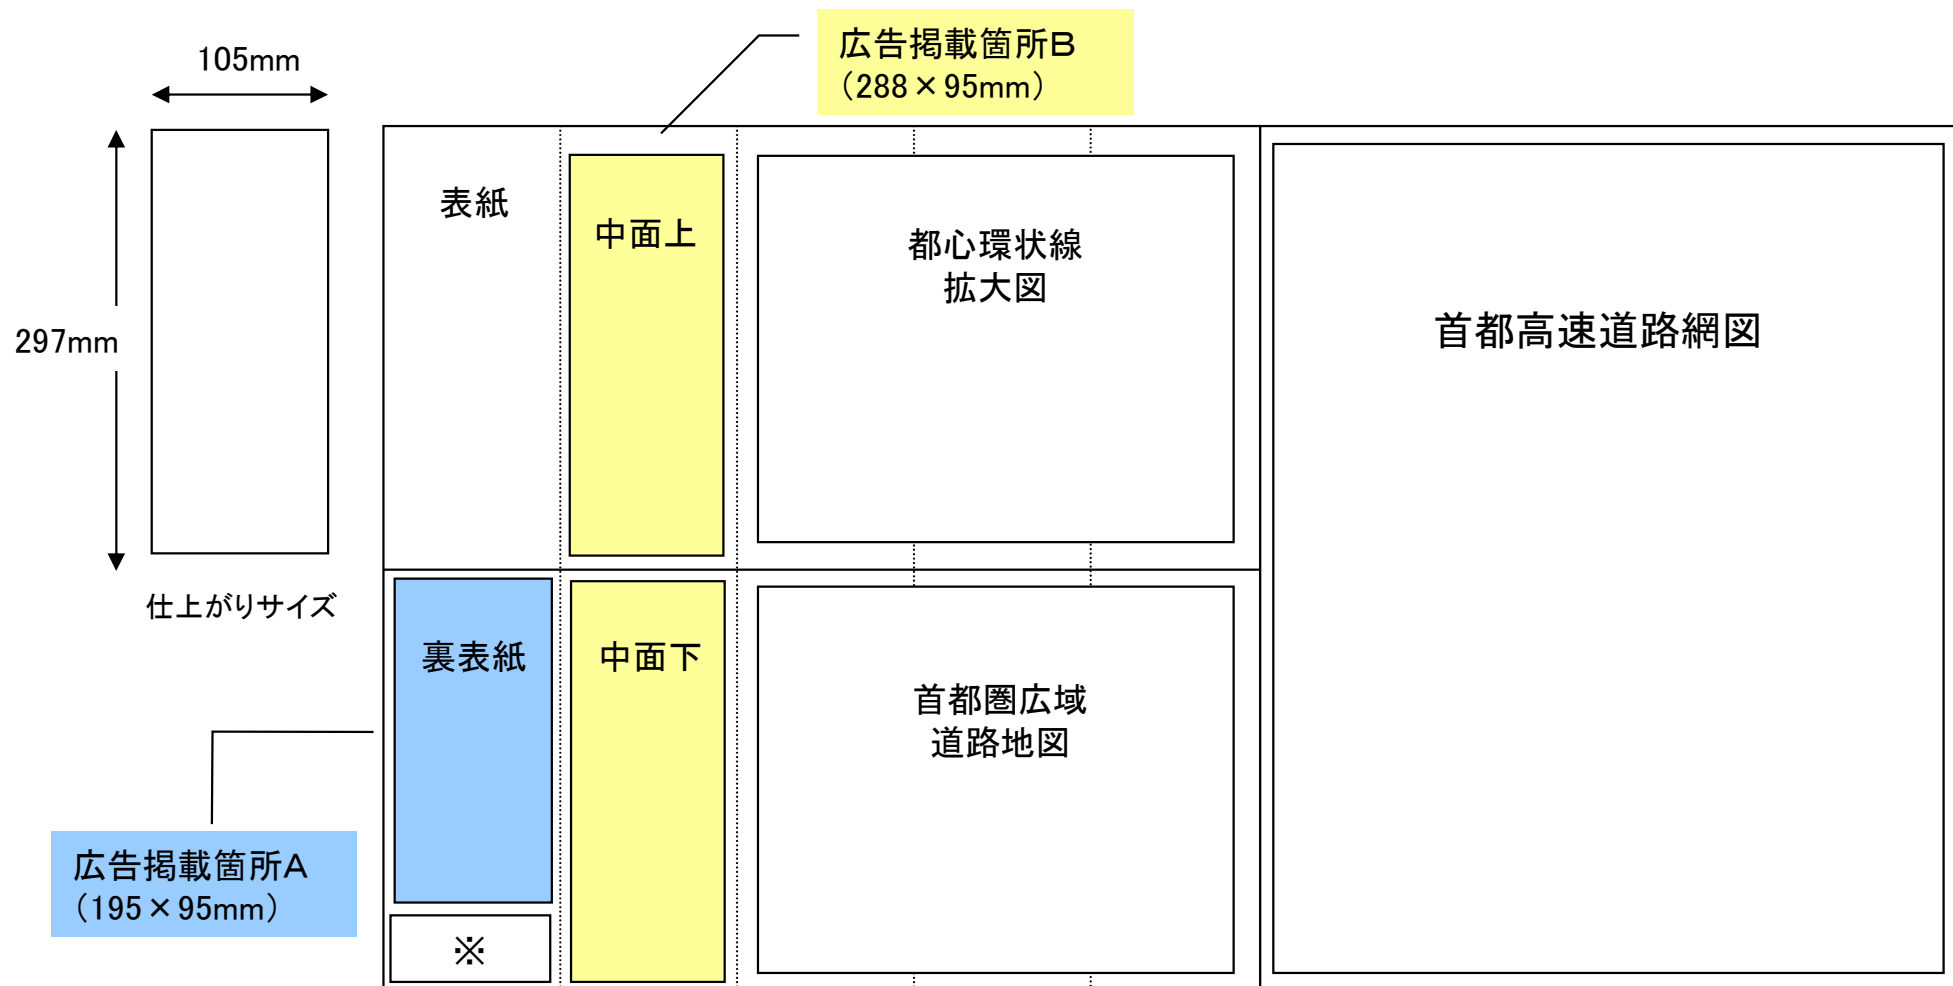 105mm
297mm
仕上がりサイズ
広告掲載箇所B
（288×95mm）
表紙
中面上
都心環状線
拡大図
首都高速道路網図
裏表紙
中面下
首都圏広域
道路地図
広告掲載箇所A
（195×95mm）
※